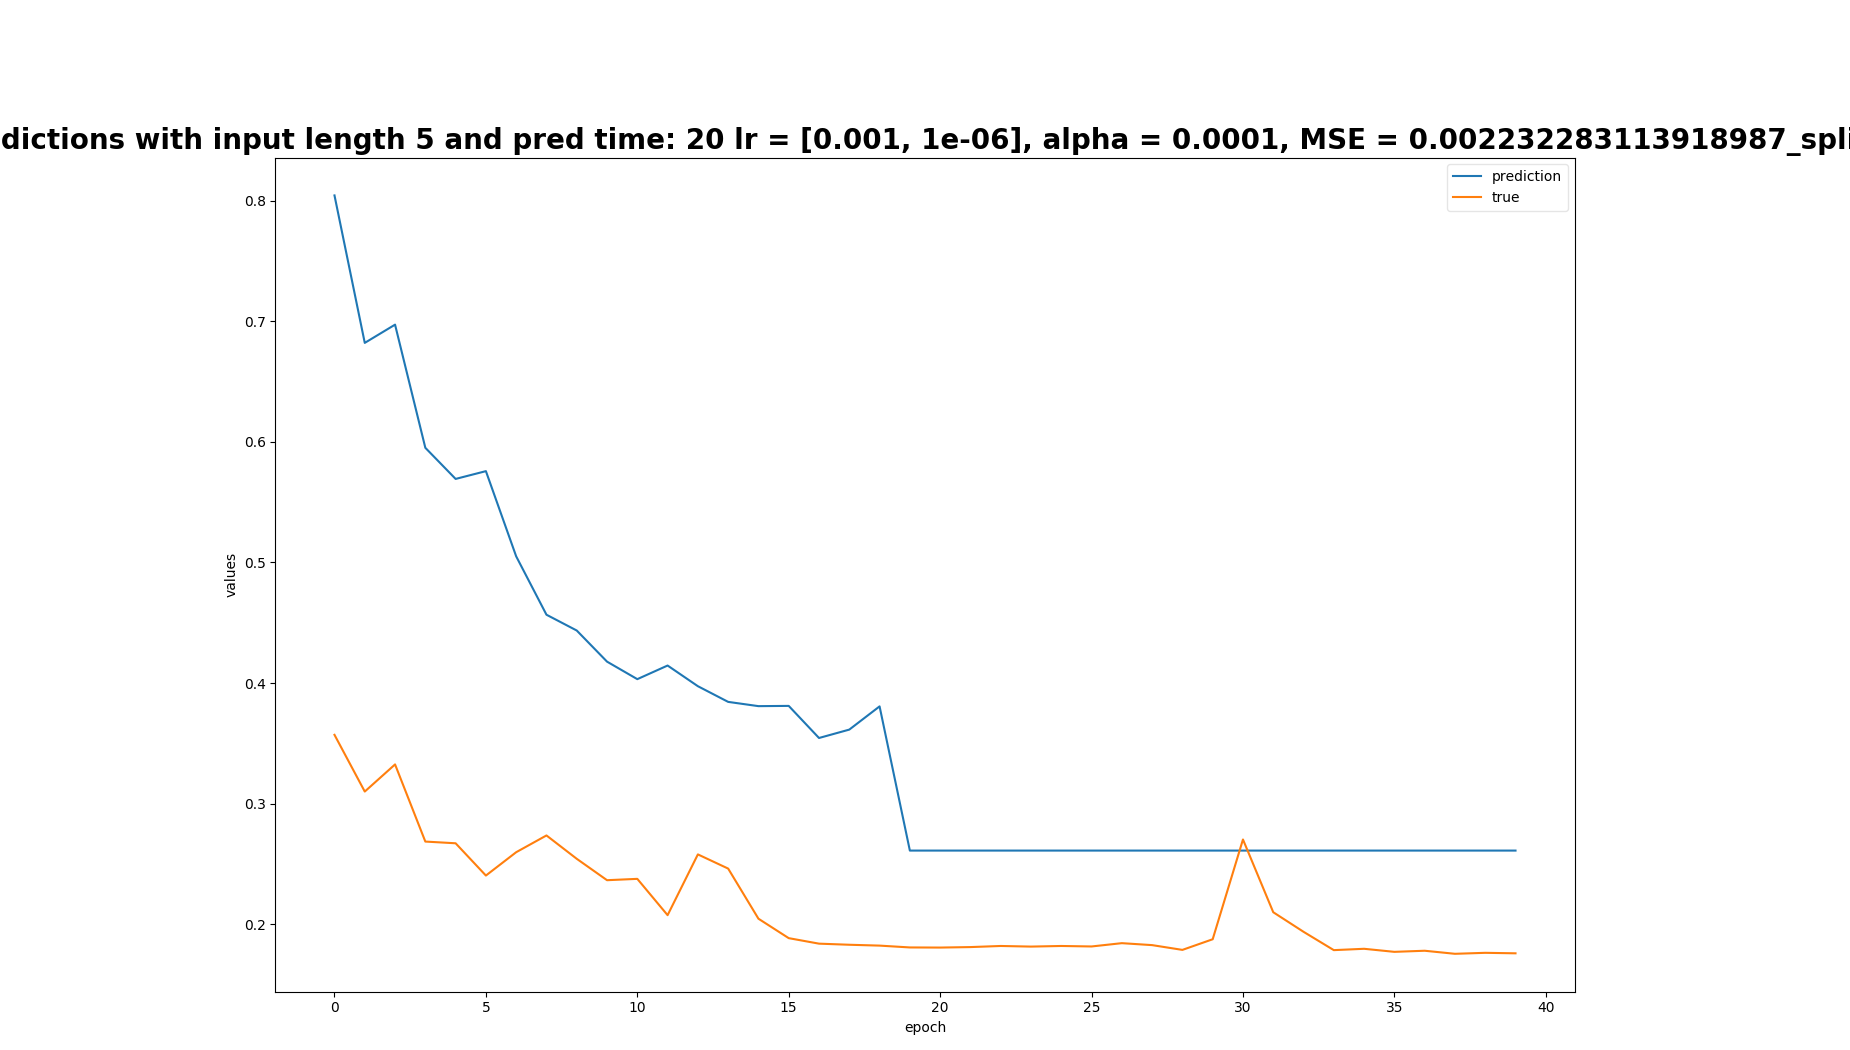 dictions with input length 5 and pred time: 20 lr = [0.001, 1e-06], alpha = 0.0001, MSE = 0.002232283113918987_spli
prediction
true
0.8
0.7
0.6
0.5
0.4
0.3
0.2
values
0 5 10 15 20 25 30 35 40
epoch